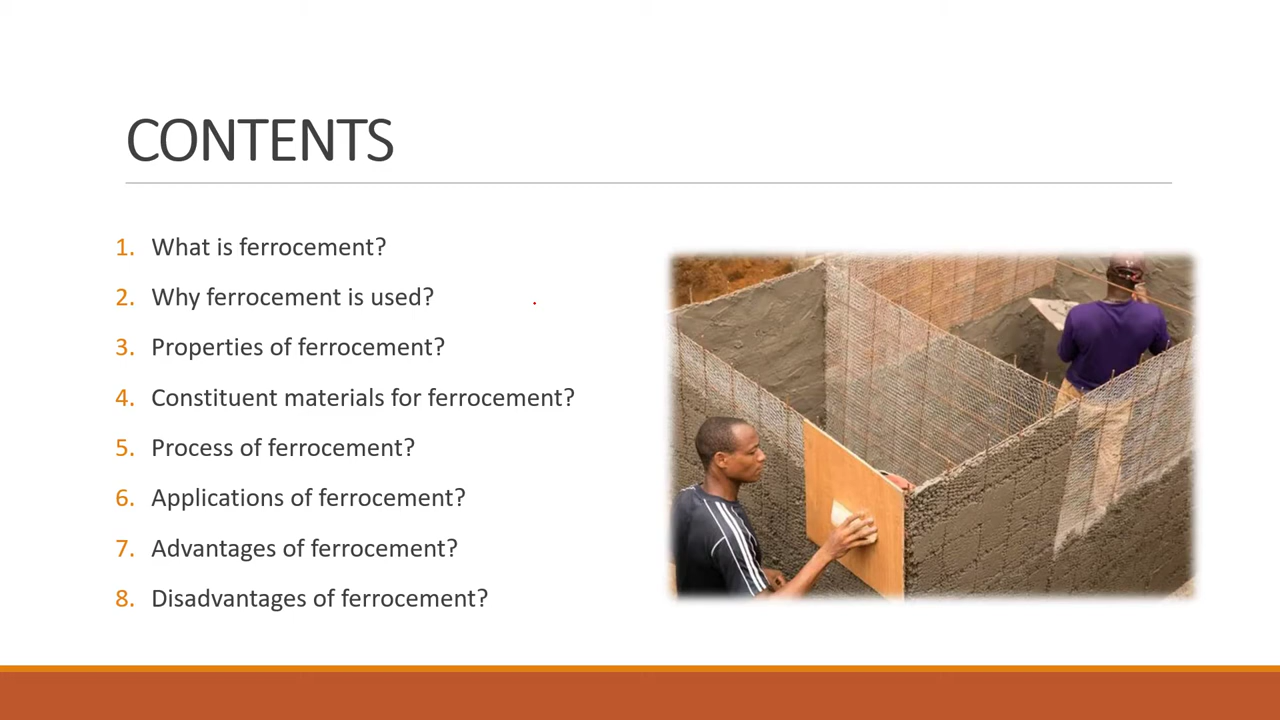 CONTENTS
1. What is ferrocement?
2. Why ferrocement is used?
3. Properties of ferrocement?
4. Constituent materials for ferrocement?
5. Process of ferrocement?
6. Applications of ferrocement?
7. Advantages of ferrocement?
8. Disadvantages of ferrocement?